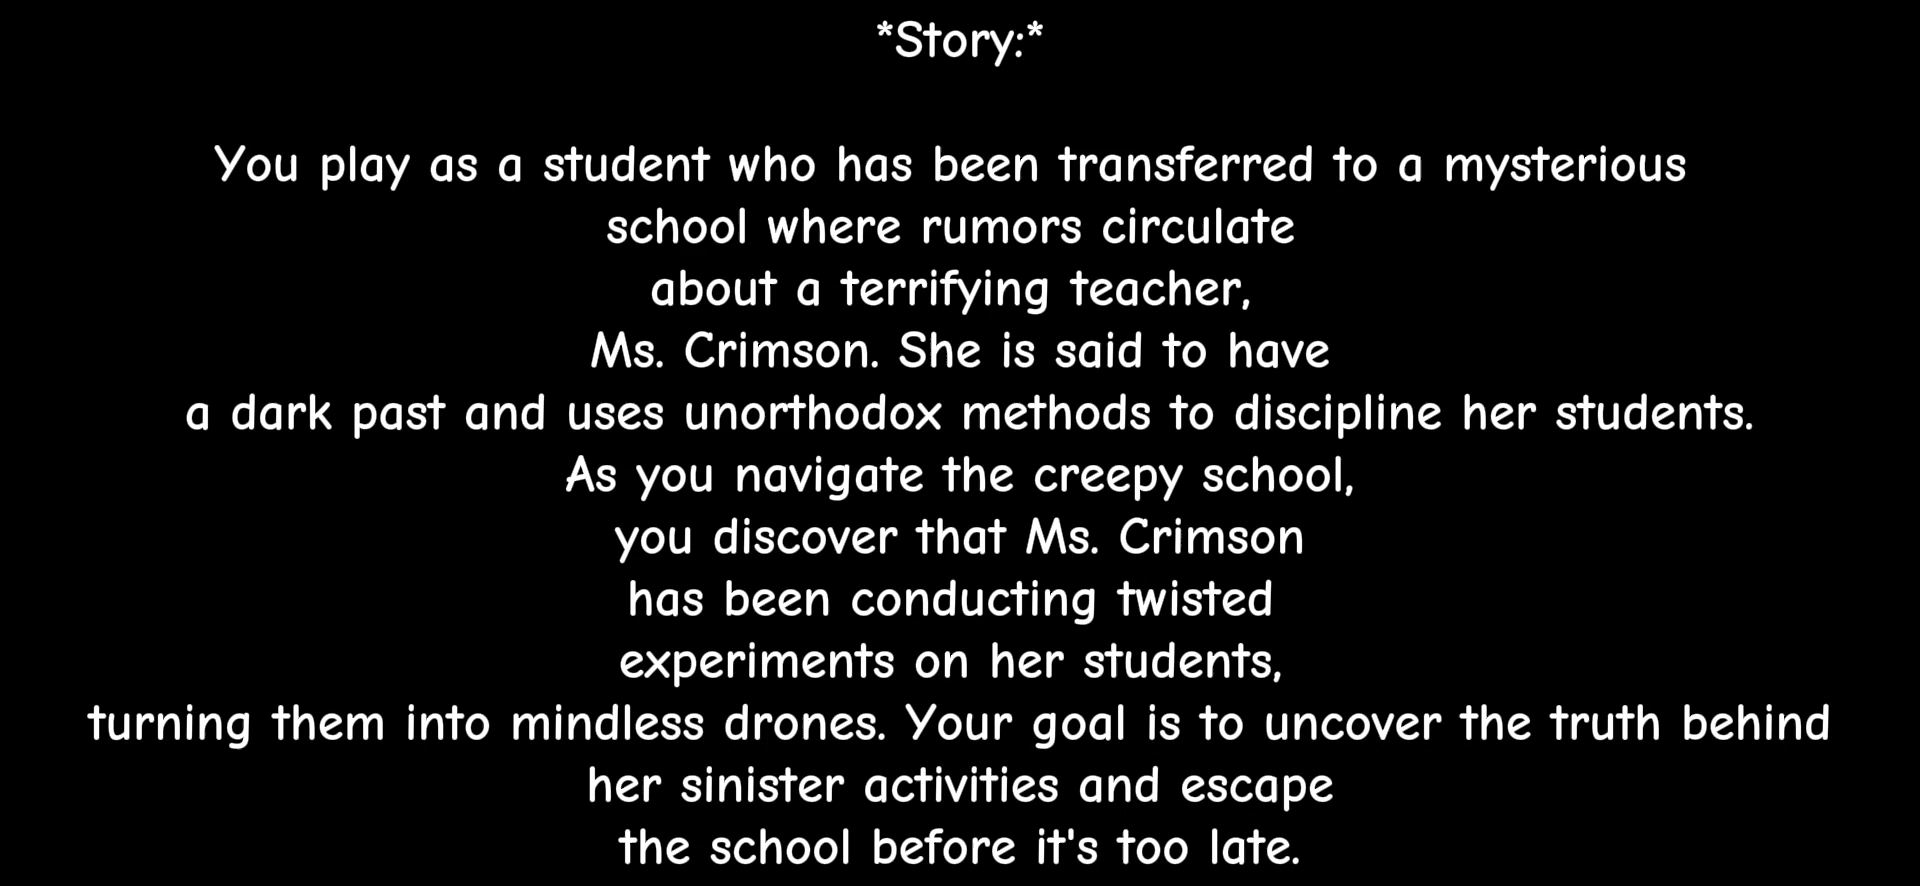 *Story:*
You play as a student who has been transferred to a mysterious
school where rumors circulate
about a terrifying teacher,
Ms. Crimson. She is said to have
a dark past and uses unorthodox methods to discipline her students.
As you navigate the creepy school,
you discover that Ms. Crimson
has been conducting twisted
experiments on her students,
turning them into mindless drones. Your goal is to uncover the truth behind
her sinister activities and escape
the school before it's too late.